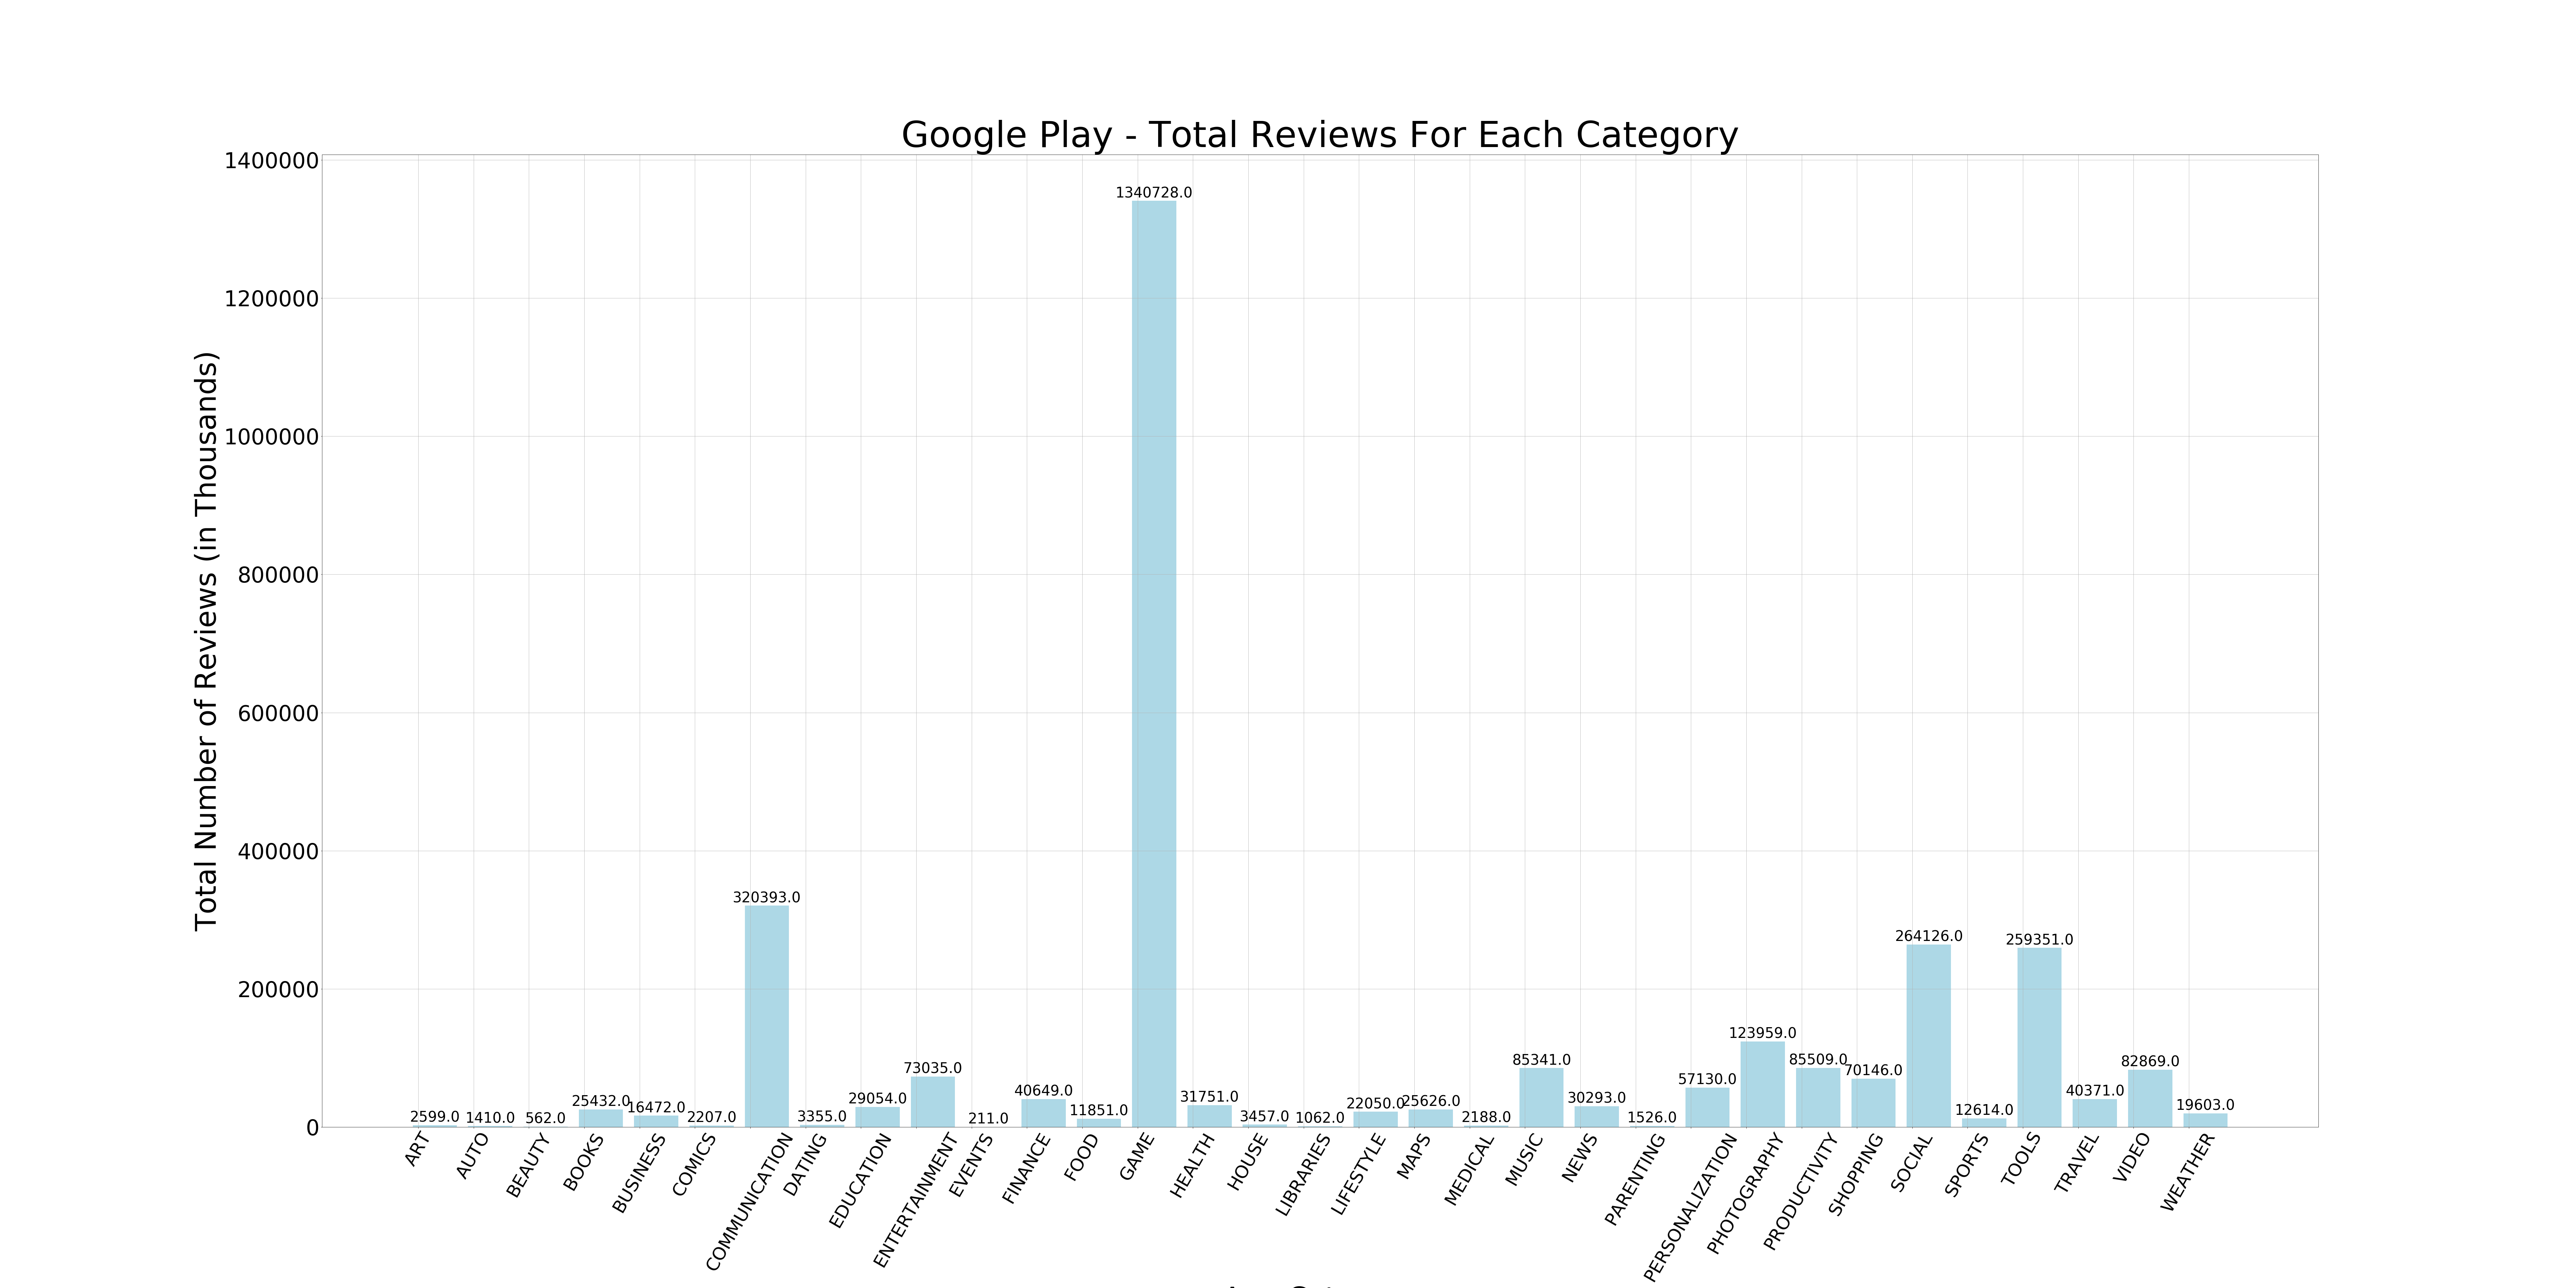 Google Play - Total Reviews For Each Category
Total Number of Reviews (in Thousands)
1400000
1200000
1000000
800000
600000
400000
200000
0
2599.0
1410.0
562.0
25432.0
16472.0
2207.0
320393.0
3355.0
29054.0
73035.0
211.0
40649.0
11851.0
1340728.0
31751.0
3457.0
1062.0
22050.0
25626.0
2188.0
85341.0
30293.0
1526.0
57130.0
123959.0
85509.0
70146.0
264126.0
12614.0
259351.0
40371.0
82869.0
19603.0
ART
AUTO
BEAUTY
BOOKS
BUSINESS
COMICS
COMMUNICATION
DATING
EDUCATION
ENTERTAINMENT
EVENTS
FINANCE
FOOD
GAME
HEALTH
HOUSE
LIBRARIES
LIFESTYLE
MAPS
MEDICAL
MUSIC
NEWS
PARENTING
PERSONALIZATION
PHOTOGRAPHY
PRODUCTIVITY
SHOPPING
SOCIAL
SPORTS
TOOLS
TRAVEL
VIDEO
WEATHER